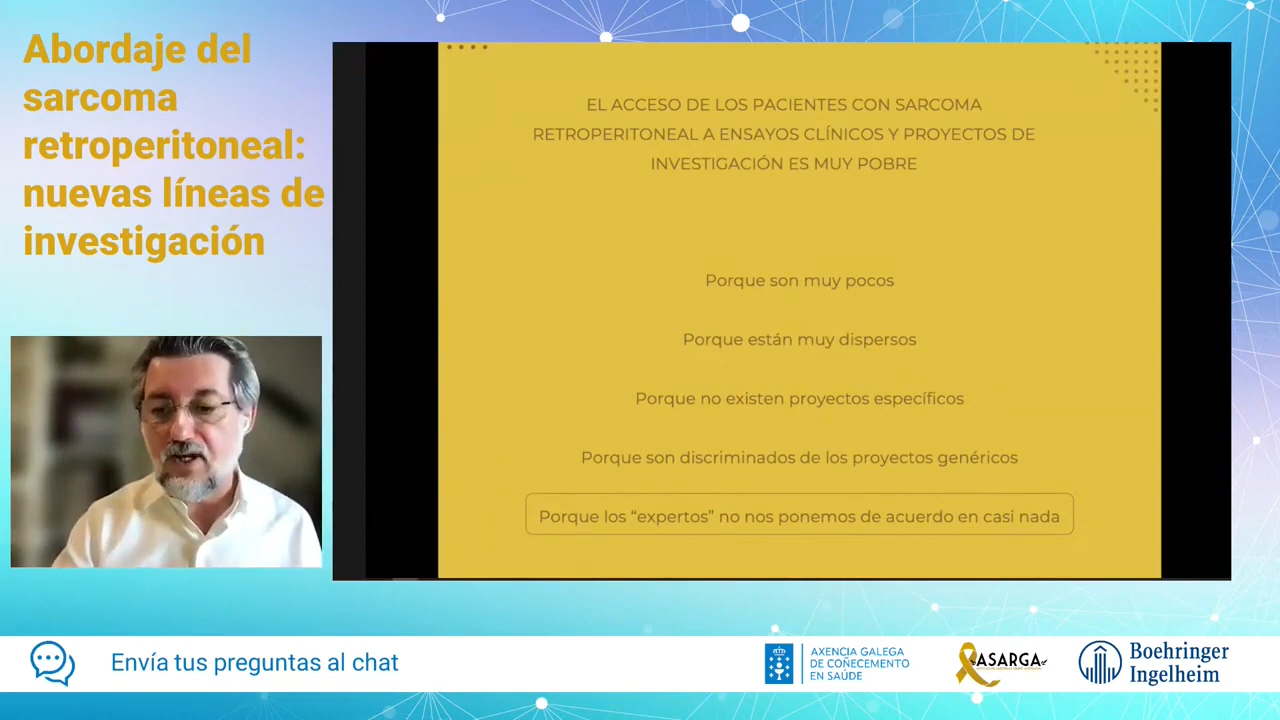 Abordaje del
sarcoma
retroperitoneal:
nuevas líneas de
investigación
EL ACCESO DE LOS PACIENTES CON SARCOMA
RETROPERITONEAL A ENSAYOS CLÍNICOS Y PROYECTOS DE
INVESTIGACIÓN ES MUY POBRE
Porque son muy pocos
Porque están muy dispersos
Porque no existen proyectos específicos
Porque son discriminados de los proyectos genéricos
Porque los “expertos” no nos ponemos de acuerdo en casi nada
Envía tus preguntas al chat
AXENCIA GALEGA
DE COÑECEMENTO
EN SAÚDE
ASARGA
Boehringer
Ingelheim